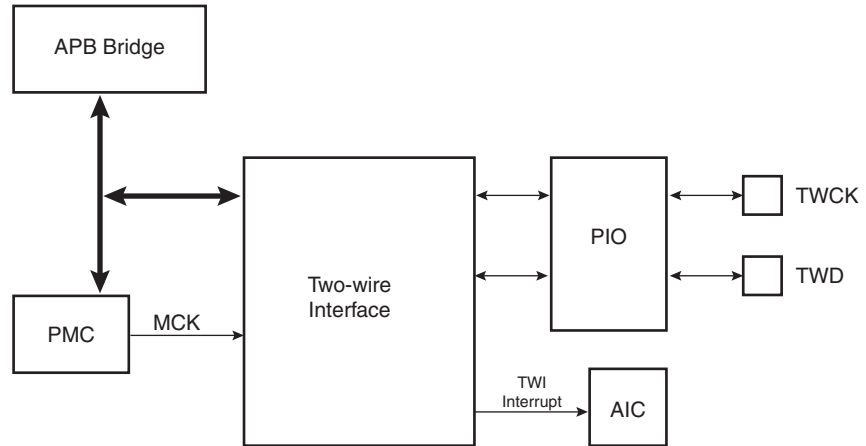 APB Bridge
TWCK
PIO
Two-wire
Interface
TWD
MCK
PMC
TWI
Interrupt
AIC